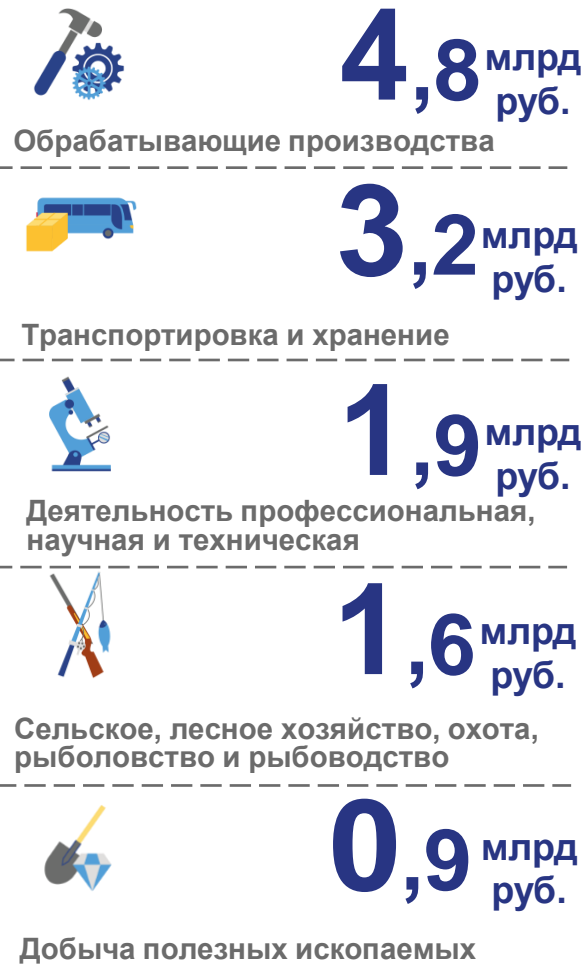 4,8 млрд
руб.
Обрабатывающие производства
3,2 млрд
руб.
Транспортировка и хранение
1,9 млрд
руб.
Деятельность профессиональная,
научная и техническая
1,6 млрд
руб.
Сельское, лесное хозяйство, охота,
рыболовство и рыбоводство
0,9 млрд
руб.
Добыча полезных ископаемых